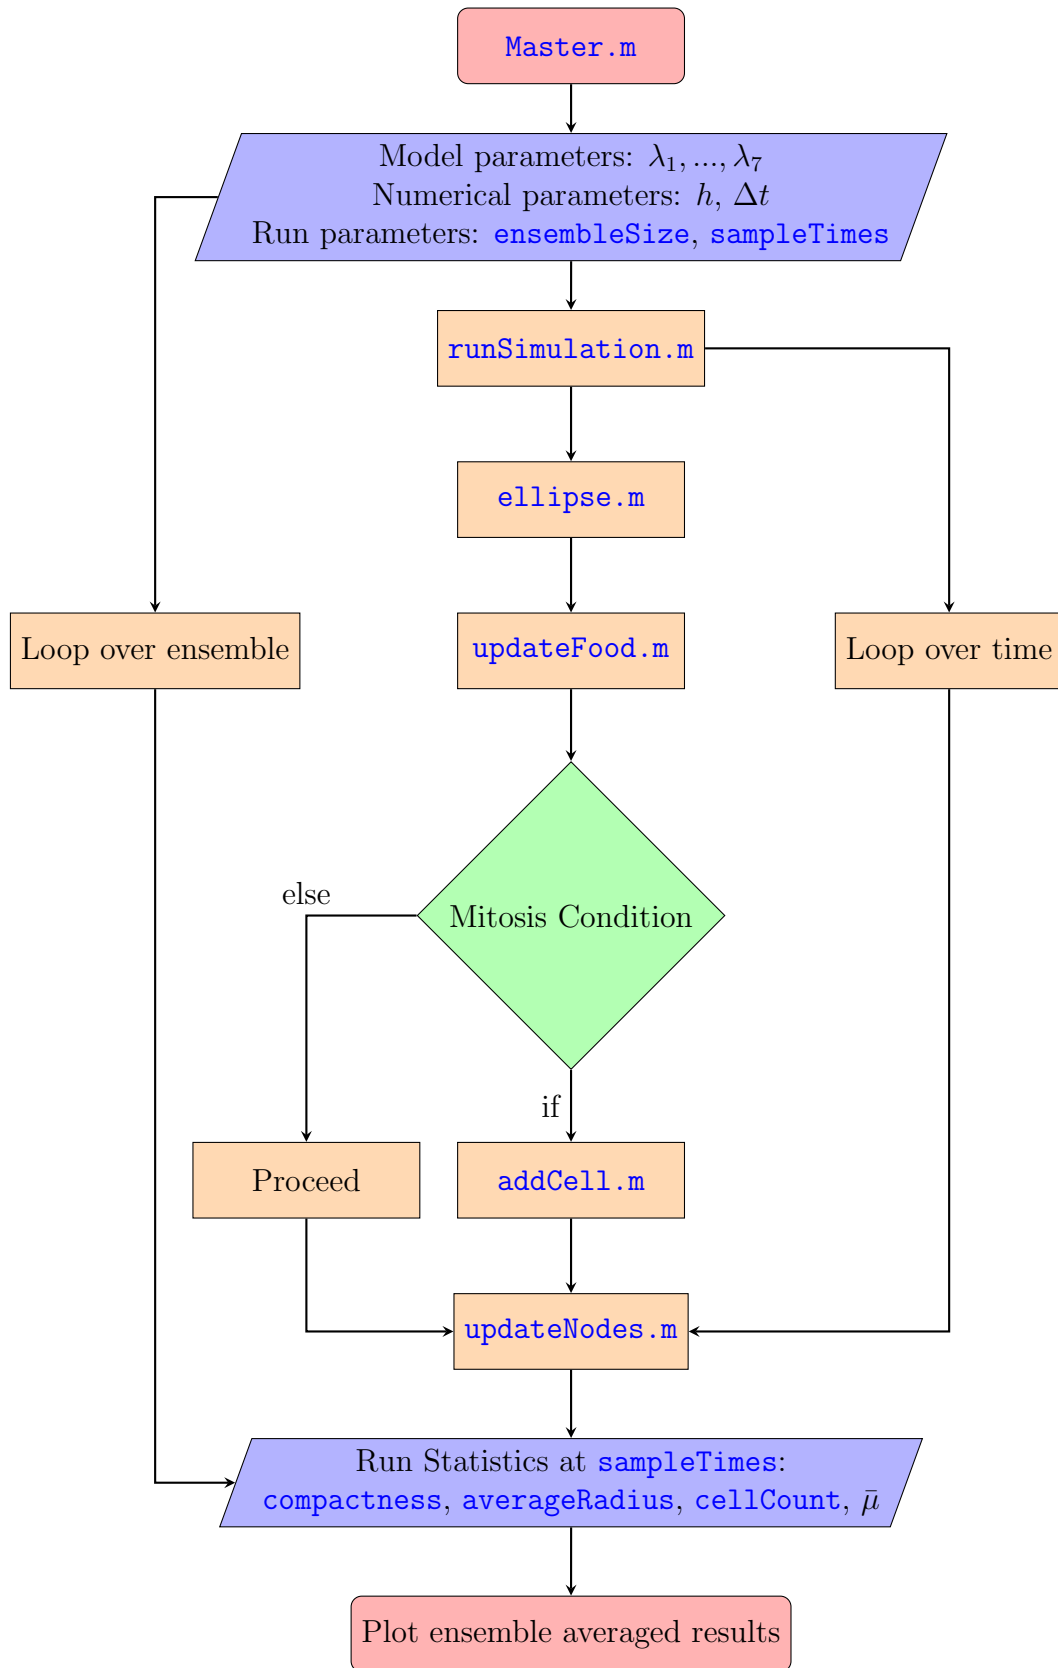 Master.m
Model parameters: λ₁, ..., λ₇
Numerical parameters: h, Δt
Run parameters: ensembleSize, sampleTimes
runSimulation.m
ellipse.m
Loop over ensemble
updateFood.m
Loop over time
else
Mitosis Condition
if
Proceed
addCell.m
updateNodes.m
Run Statistics at sampleTimes:
compactness, averageRadius, cellCount, μ̄
Plot ensemble averaged results